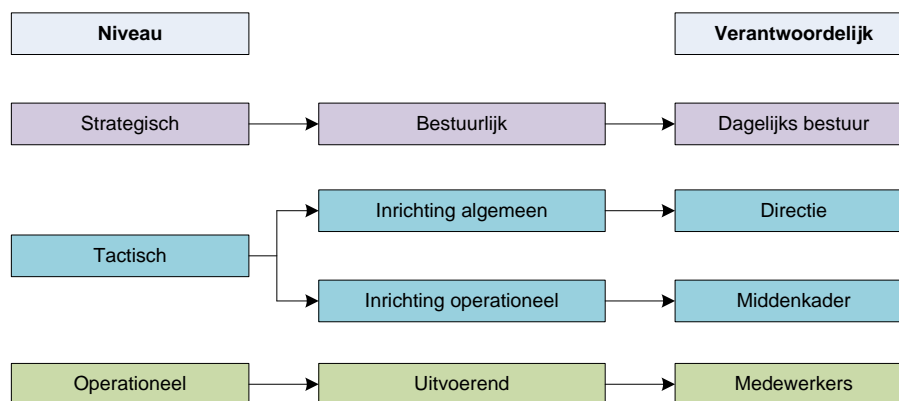 Niveau
Verantwoordelijk
Strategisch
Bestuurlijk
Dagelijks bestuur
Tactisch
Inrichting algemeen
Directie
Inrichting operationeel
Middenkader
Operationeel
Uitvoerend
Medewerkers